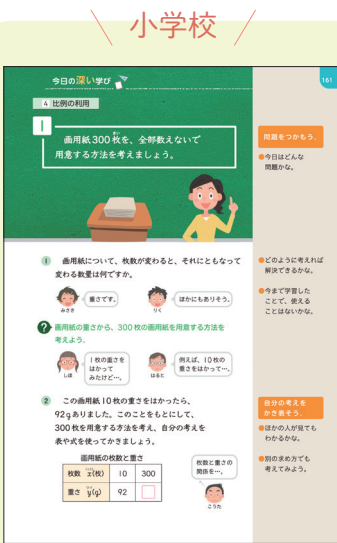 小学校
今日の深い学び
161
4 比例の利用
1
画用紙300枚を、全部数えないで
用意する方法を考えましょう。
問題をつかもう。
●今日はどんな
問題かな。
1 画用紙について、枚数が変わると、それにともなって
変わる数量は何ですか。
重さです。
みさき
ほかにもありそう。
りく
●どのように考えれば
解決できるかな。
●今まで学習した
ことで、使える
ことはないかな。
? 画用紙の重さから、300枚の画用紙を用意する方法を
考えよう。
1枚の重さを
はかって
みたけど…。
しほ
例えば、10枚の
重さをはかって…。
はると
2 この画用紙10枚の重さをはかったら、
92gありました。このことをもとにして、
300枚を用意する方法を考え、自分の考えを
表や式を使ってかきましょう。
自分の考えを
かき表そう。
●ほかの人が見ても
わかるかな。
●別の求め方でも
考えてみよう。
画用紙の枚数と重さ
枚数 x(枚) 10 300
重さ y(g) 92
枚数と重さの
関係を…。
こうた